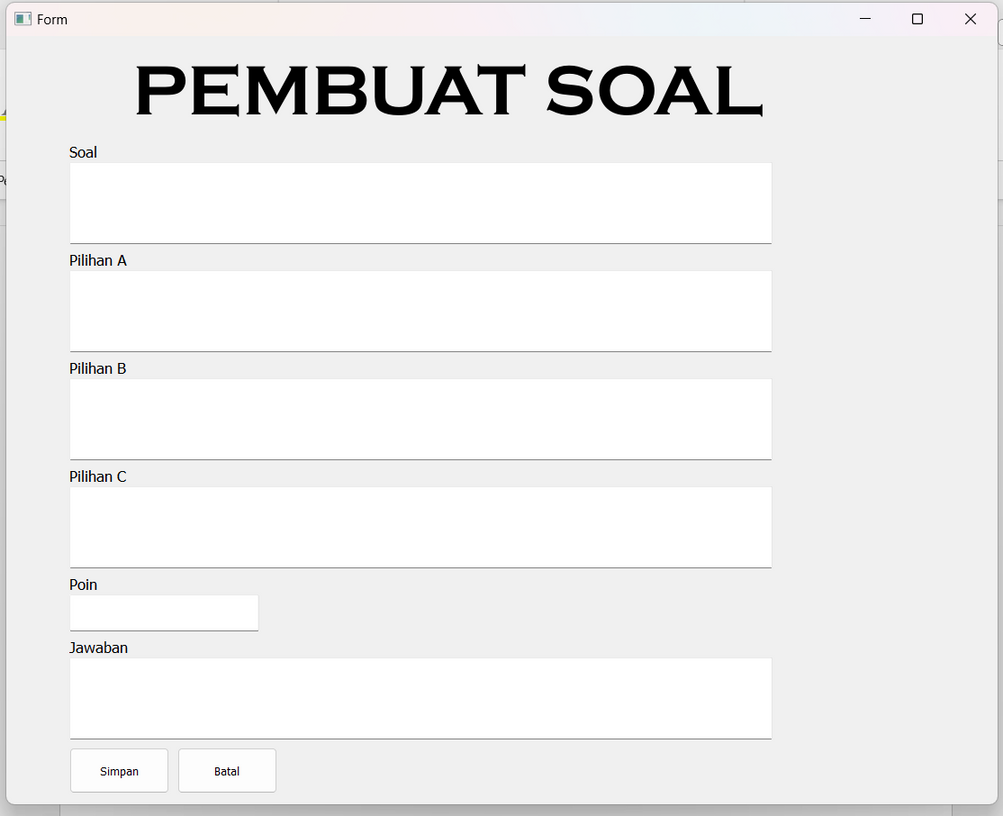 Form
PEMBUAT SOAL
Soal
Pilihan A
Pilihan B
Pilihan C
Poin
Jawaban
Simpan Batal